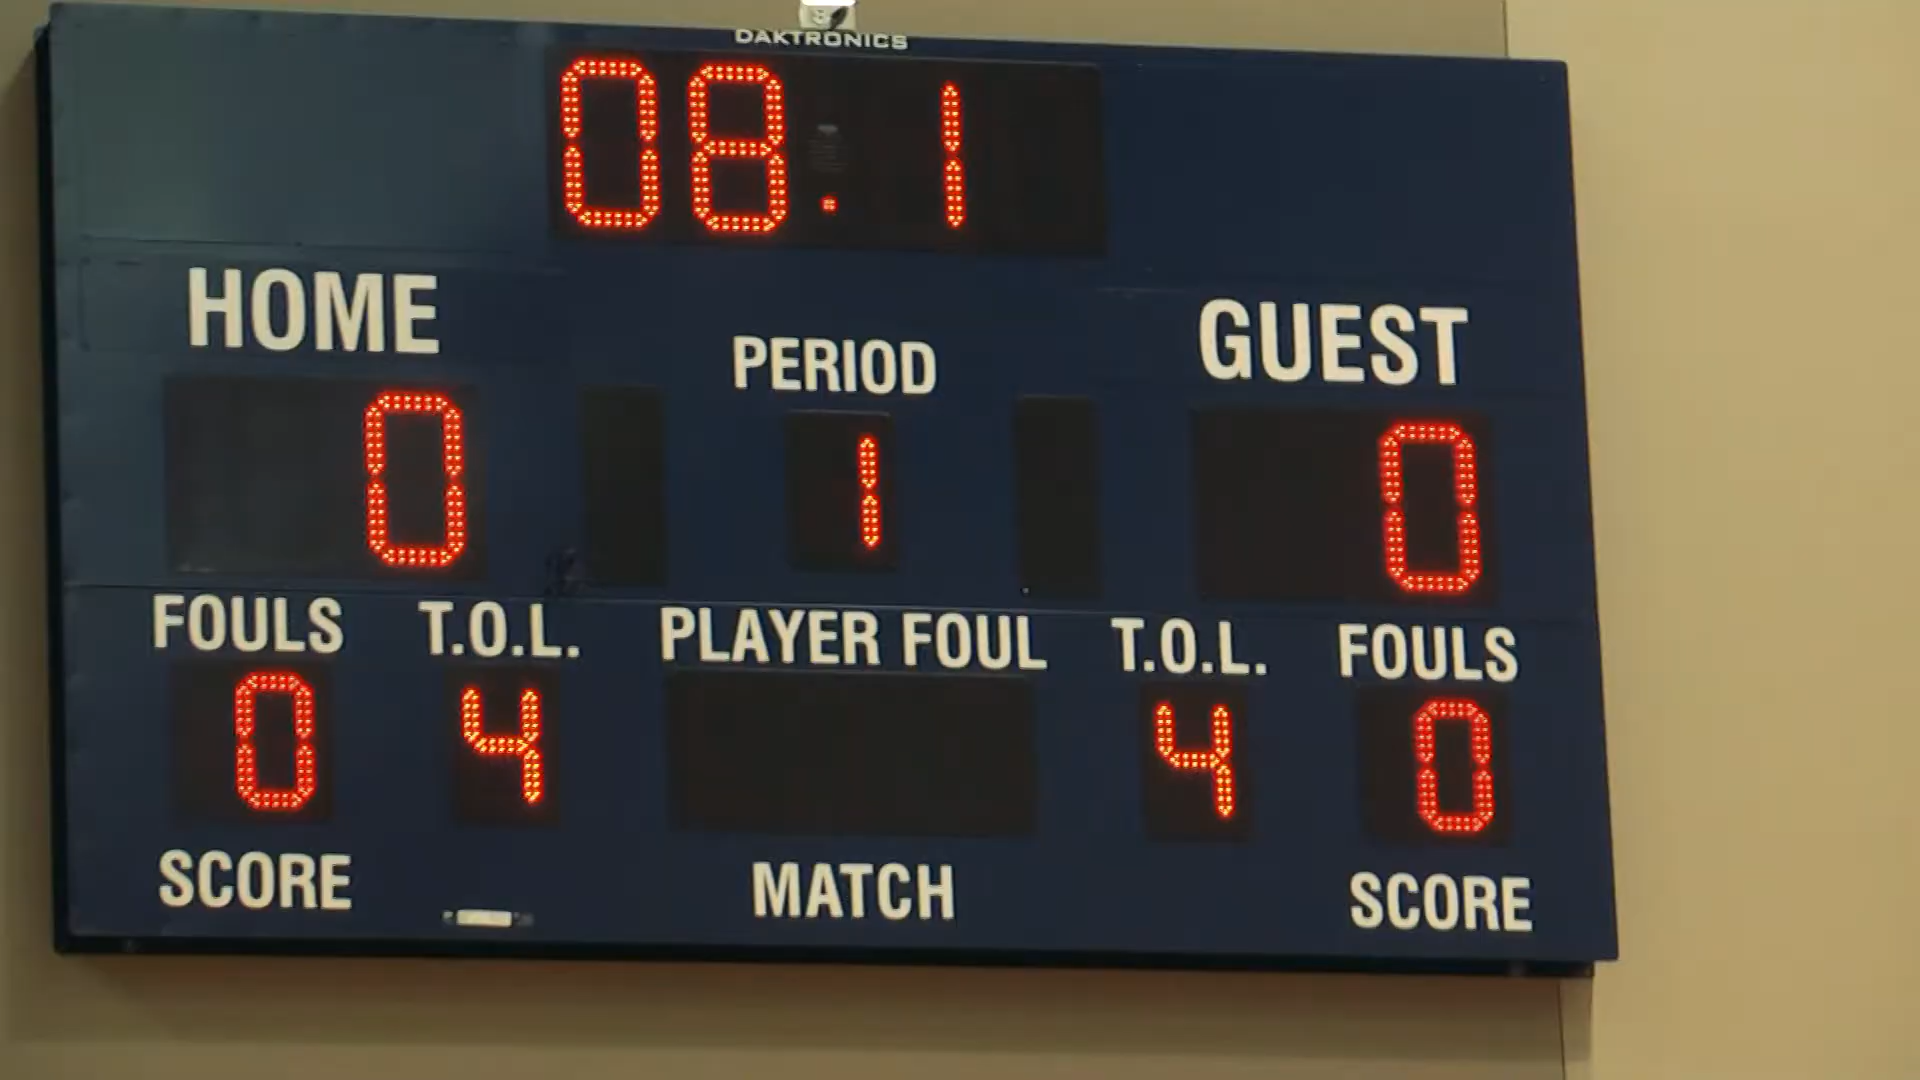 DAKTRONICS
08.1
HOME
PERIOD
GUEST
0
1
0
FOULS
T.O.L.
PLAYER FOUL
T.O.L.
FOULS
0
4
4
0
SCORE
MATCH
SCORE